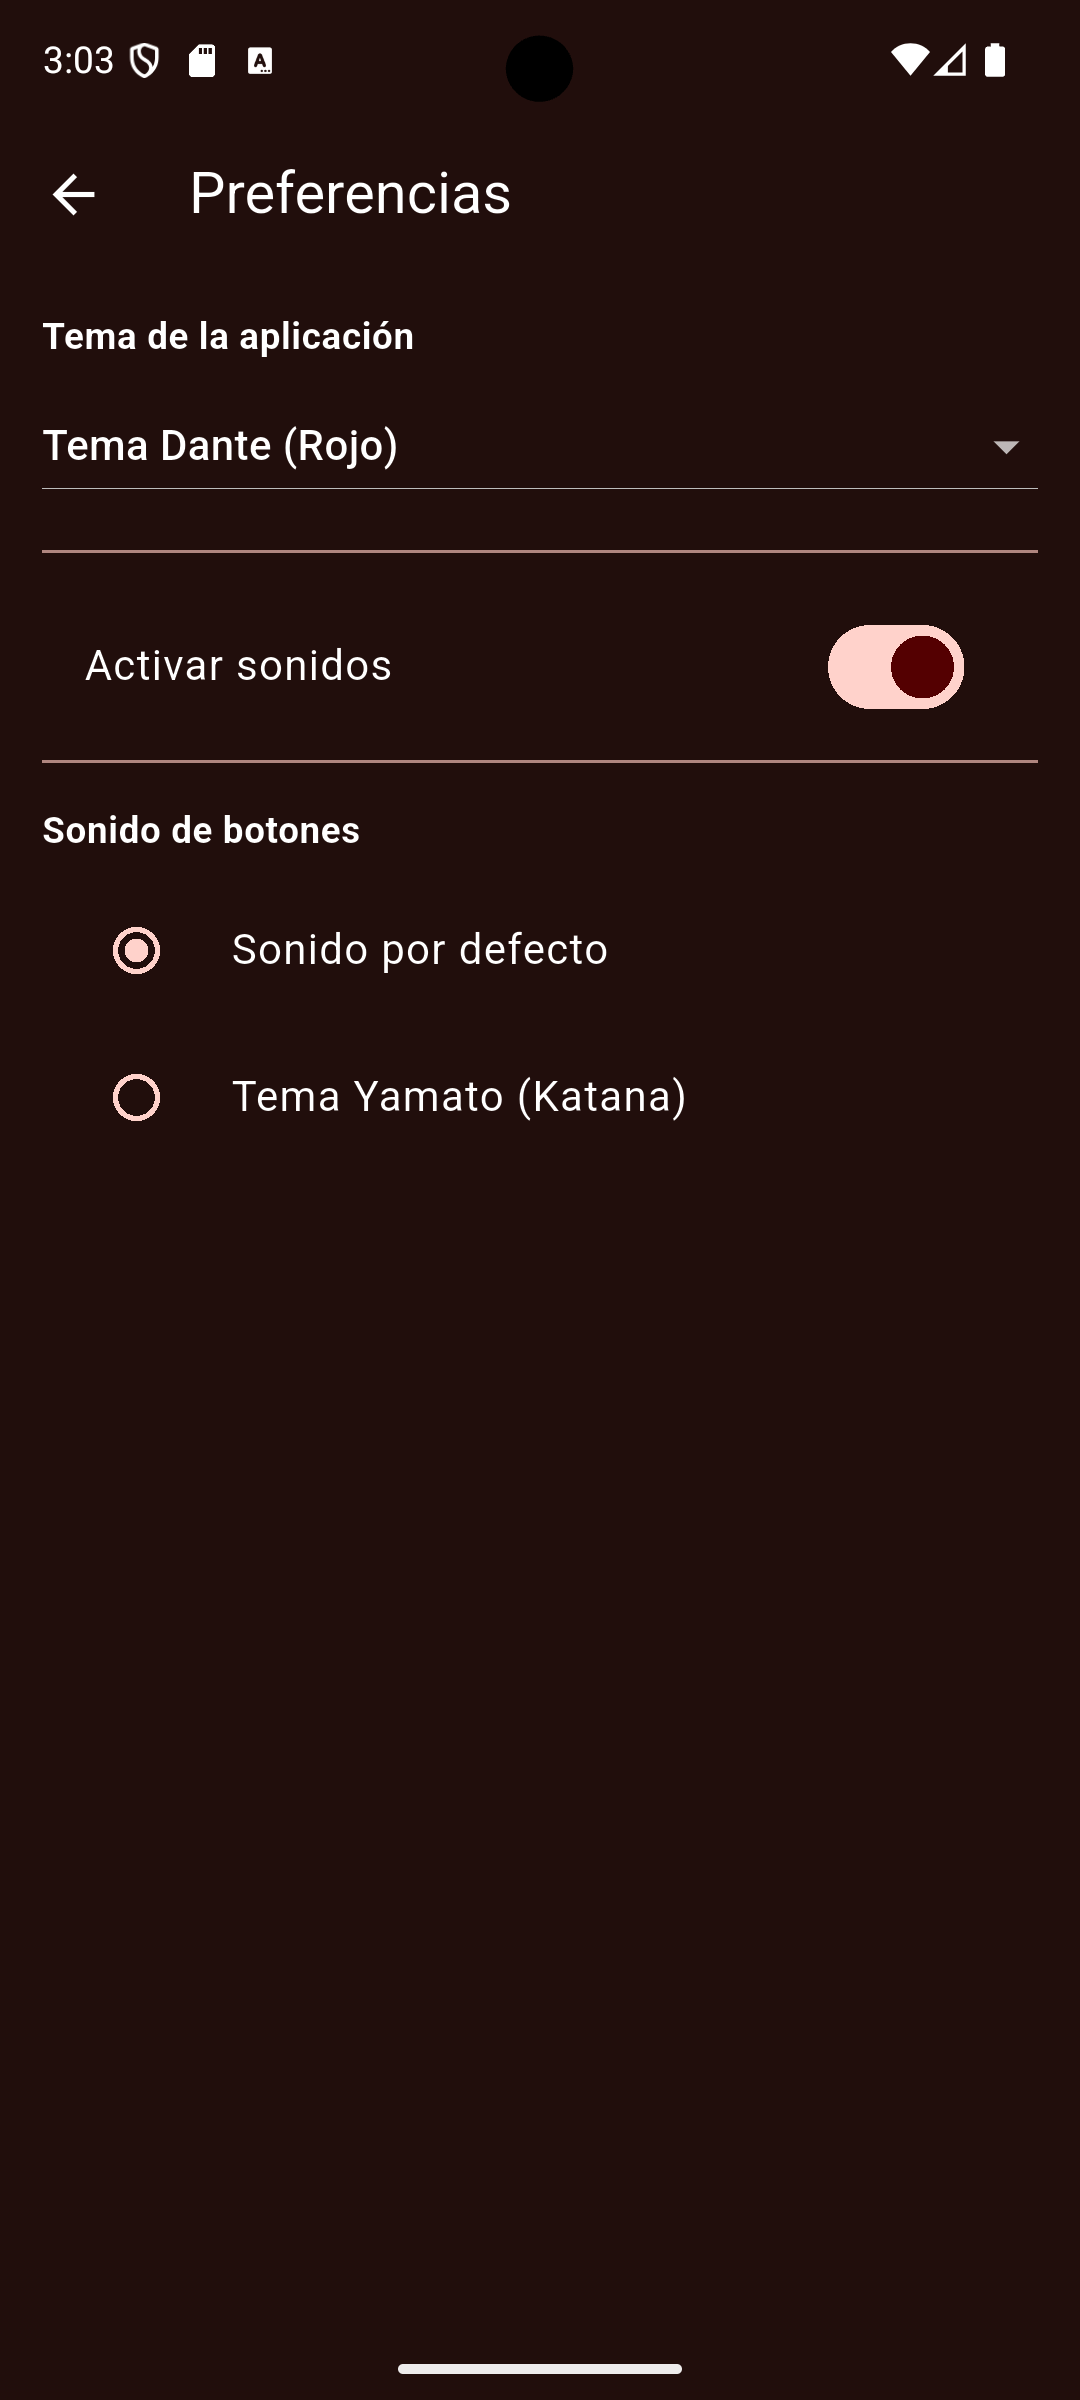 3:03
Preferencias
Tema de la aplicación
Tema Dante (Rojo)
Activar sonidos
Sonido de botones
Sonido por defecto
Tema Yamato (Katana)